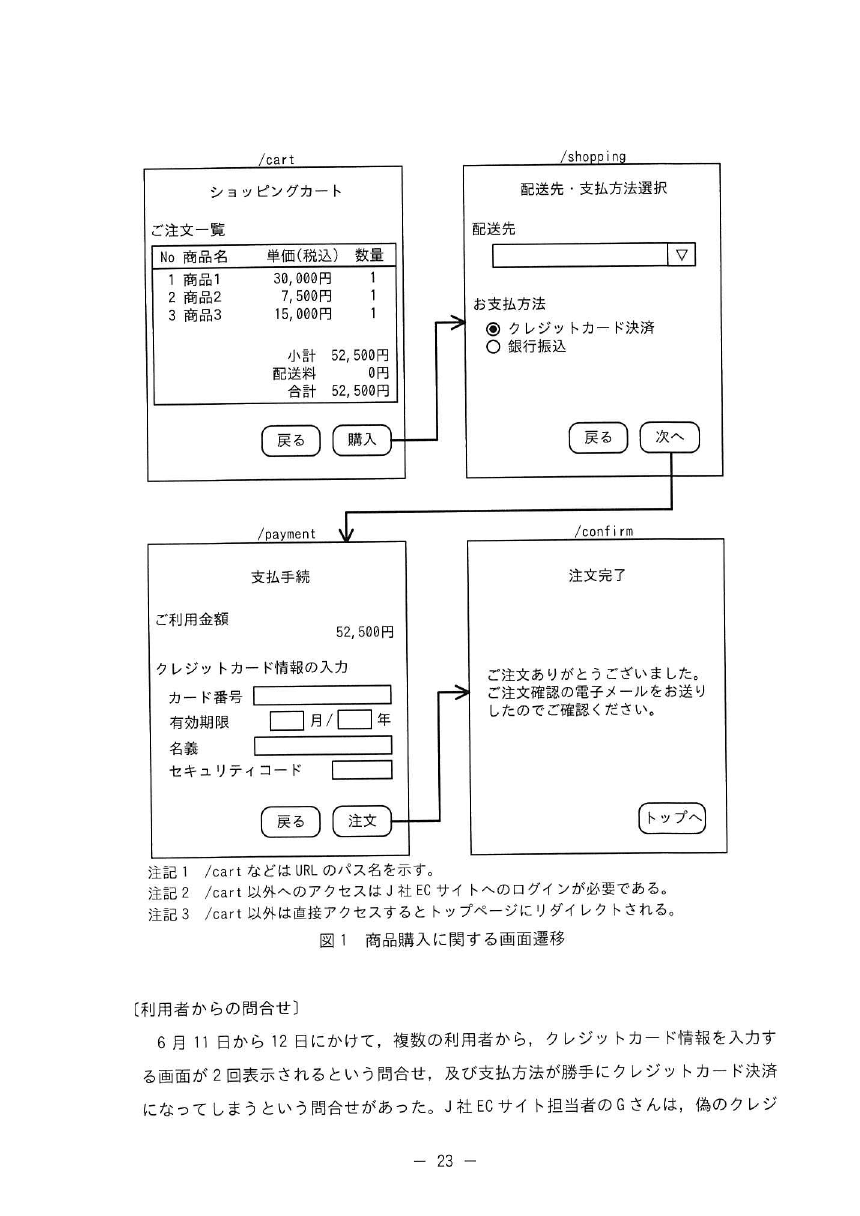 /cart
ショッピングカート
ご注文一覧
No 商品名 単価(税込) 数量
1 商品1 30,000円 1
2 商品2 7,500円 1
3 商品3 15,000円 1
小計 52,500円
配送料 0円
合計 52,500円
戻る 購入
/shopping
配送先・支払方法選択
配送先
▽
お支払方法
◉ クレジットカード決済
○ 銀行振込
戻る 次へ
/payment
支払手続
ご利用金額
52,500円
クレジットカード情報の入力
カード番号
有効期限 月/ 年
名義
セキュリティコード
戻る 注文
/confirm
注文完了
ご注文ありがとうございました。
ご注文確認の電子メールをお送り
したのでご確認ください。
トップへ
注記1 /cart などは URL のパス名を示す。
注記2 /cart 以外へのアクセスは J 社 EC サイトへのログインが必要である。
注記3 /cart 以外は直接アクセスするとトップページにリダイレクトされる。
図1 商品購入に関する画面遷移
〔利用者からの問合せ〕
6 月 11 日から 12 日にかけて，複数の利用者から，クレジットカード情報を入力す
る画面が 2 回表示されるという問合せ，及び支払方法が勝手にクレジットカード決済
になってしまうという問合せがあった。J 社 EC サイト担当者の G さんは，偽のクレジ
— 23 —